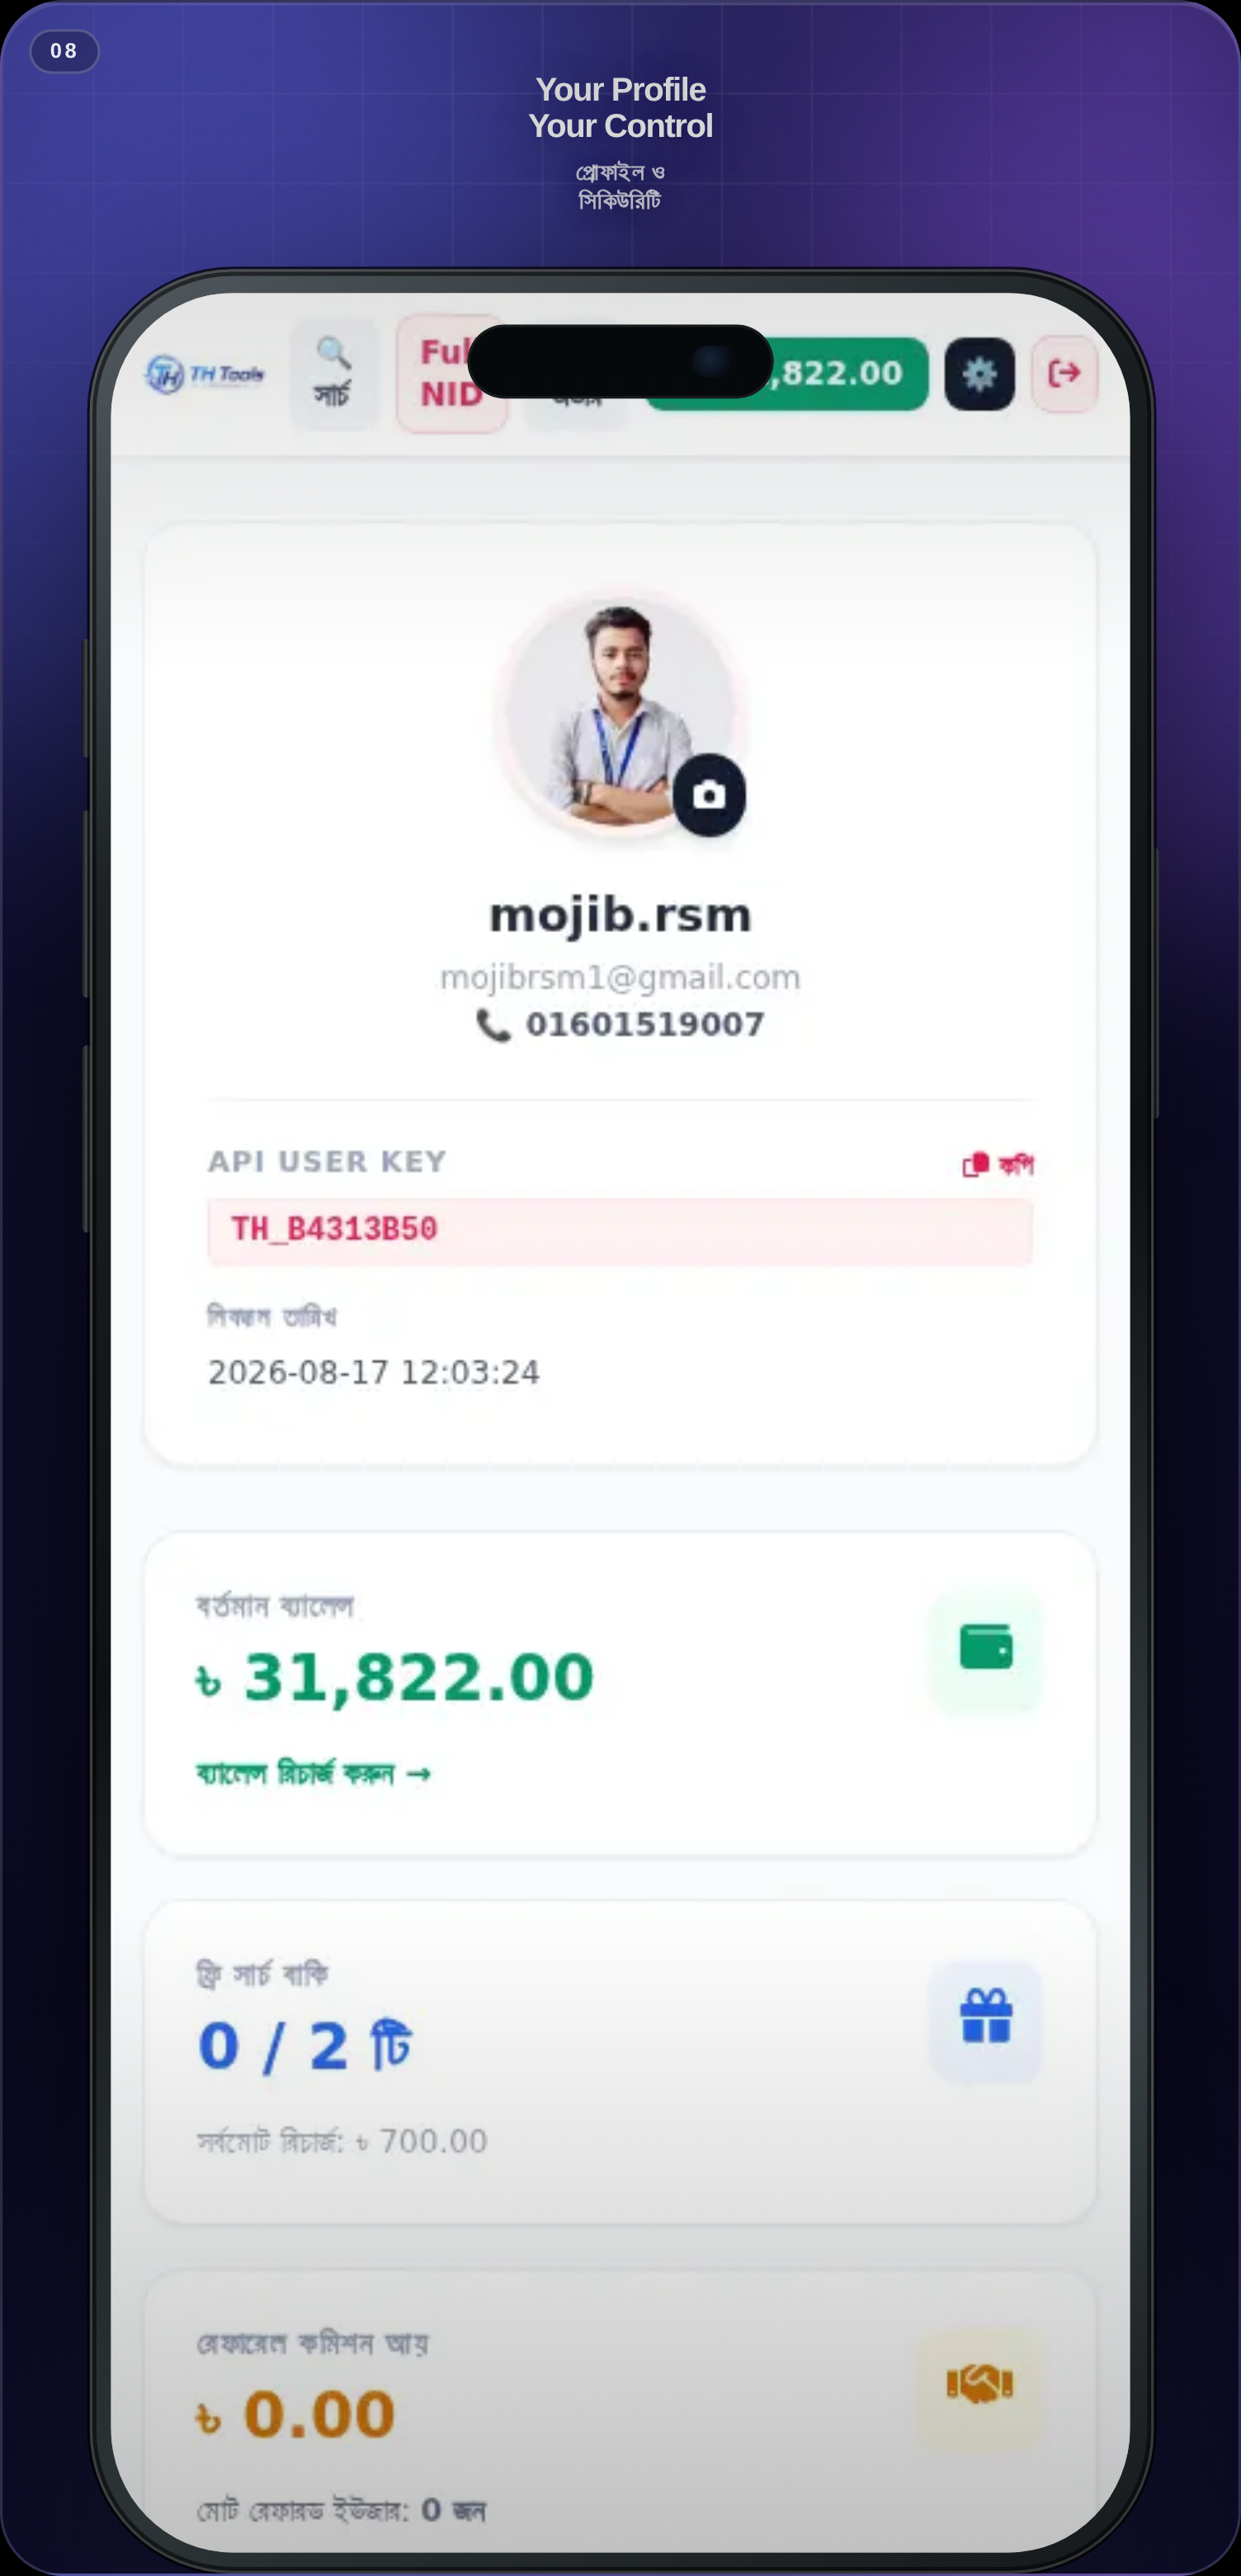 08
Your Profile
Your Control
প্রোফাইল ও
সিকিউরিটি
TH Tools
🔍
সার্চ
Ful
NID
,822.00
mojib.rsm
mojibrsm1@gmail.com
📞 01601519007
API USER KEY
কপি
TH_B4313B50
নিবন্ধন তারিখ
2026-08-17 12:03:24
বর্তমান ব্যালেন্স
৳ 31,822.00
ব্যালেন্স রিচার্জ করুন →
ফ্রি সার্চ বাকি
0 / 2 টি
সর্বমোট রিচার্জ: ৳ 700.00
রেফারেল কমিশন আয়
৳ 0.00
মোট রেফারড ইউজার: 0 জন